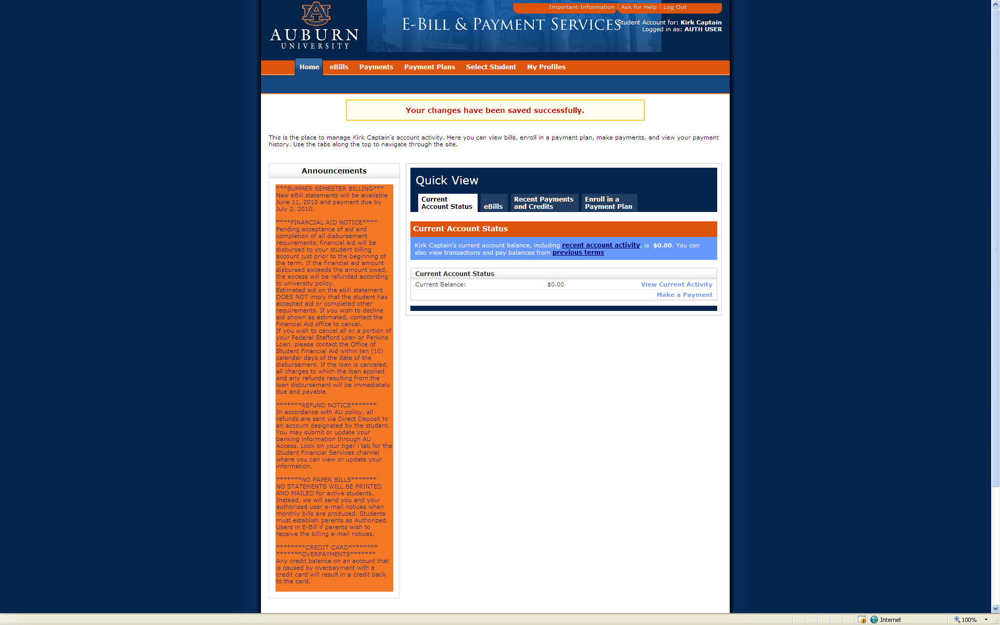 AU
AUBURN
UNIVERSITY
E-BILL & PAYMENT SERVICES
Important Information | Ask for Help | Log Out
Student Account for: Kirk Captain
Logged in as: AUTH USER
Home eBills Payments Payment Plans Select Student My Profiles
Your changes have been saved successfully.
This is the place to manage Kirk Captain's account activity. Here you can view bills, enroll in a payment plan, make payments, and view your payment
history. Use the tabs along the top to navigate through the site.
Announcements
***SUMMER SEMESTER BILLING***
New eBill statements will be available
June 11, 2010 and payment due by
July 2, 2010.
****FINANCIAL AID NOTICE****
Pending acceptance of aid and
completion of all disbursement
requirements, financial aid will be
disbursed to your student billing
account just prior to the beginning of
the term. If the financial aid amount
disbursed exceeds the amount owed,
the excess will be refunded according
to university policy.
Estimated aid on the ebill statement
DOES NOT imply that the student has
accepted aid or completed other
requirements. If you wish to decline
aid shown as estimated, contact the
Financial Aid office to cancel.
If you wish to cancel all or a portion of
your Federal Stafford Loan or Perkins
Loan, please contact the Office of
Student Financial Aid within ten (10)
calendar days of the date of the
disbursement. If the loan is canceled,
all charges to which the loan applied
and any refunds resulting from the
loan disbursement will be immediately
due and payable.
*******REFUND NOTICE*******
In accordance with AU policy, all
refunds are sent via Direct Deposit to
an account designated by the student.
You may submit or update your
banking information through AU
Access. Look on your tiger i tab for the
Student Financial Services channel
where you can view or update your
information.
*******NO PAPER BILLS*******
NO STATEMENTS WILL BE PRINTED
AND MAILED for active students.
Instead, we will send you and your
authorized user e-mail notices when
monthly bills are produced. Students
must establish parents as Authorized
Users in E-Bill if parents wish to
receive the billing e-mail notices.
********CREDIT CARD********
*******OVERPAYMENTS*******
Any credit balance on an account that
is caused by overpayment with a
credit card will result in a credit back
to the card.
Quick View
Current
Account Status
eBills
Recent Payments
and Credits
Enroll in a
Payment Plan
Current Account Status
Kirk Captain's current account balance, including recent account activity, is $0.00. You can
also view transactions and pay balances from previous terms.
Current Account Status
Current Balance: $0.00 View Current Activity
Make a Payment
Internet
100%